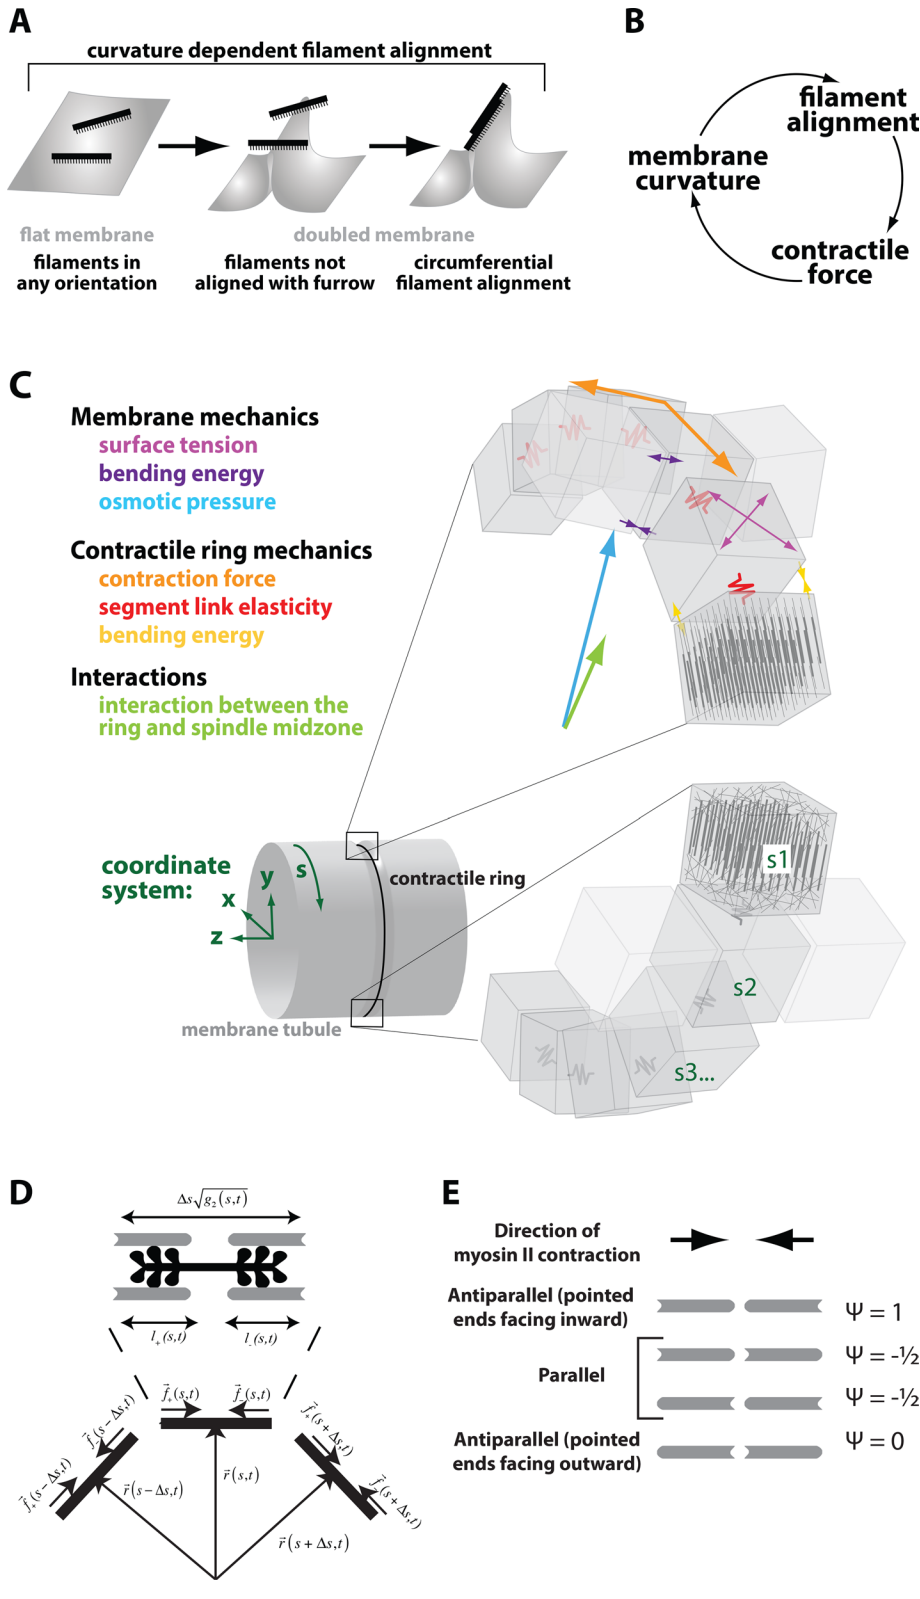 A
curvature dependent filament alignment
flat membrane
doubled membrane
filaments in
any orientation
filaments not
aligned with furrow
circumferential
filament alignment
B
filament
alignment
membrane
curvature
contractile
force
C
Membrane mechanics
surface tension
bending energy
osmotic pressure
Contractile ring mechanics
contraction force
segment link elasticity
bending energy
Interactions
interaction between the
ring and spindle midzone
coordinate
system:
s
y
x
z
contractile ring
membrane tubule
s1
s2
s3...
D
Δs√g₂(s,t)
l₊(s,t)
l₋(s,t)
f⃗₊(s,t)
f⃗₋(s,t)
f⃗₋(s−Δs,t)
f⃗₊(s−Δs,t)
f⃗₊(s+Δs,t)
f⃗₋(s+Δs,t)
r⃗(s−Δs,t)
r⃗(s,t)
r⃗(s+Δs,t)
E
Direction of
myosin II contraction
Antiparallel (pointed
ends facing inward)
Ψ = 1
Parallel
Ψ = -½
Ψ = -½
Antiparallel (pointed
ends facing outward)
Ψ = 0